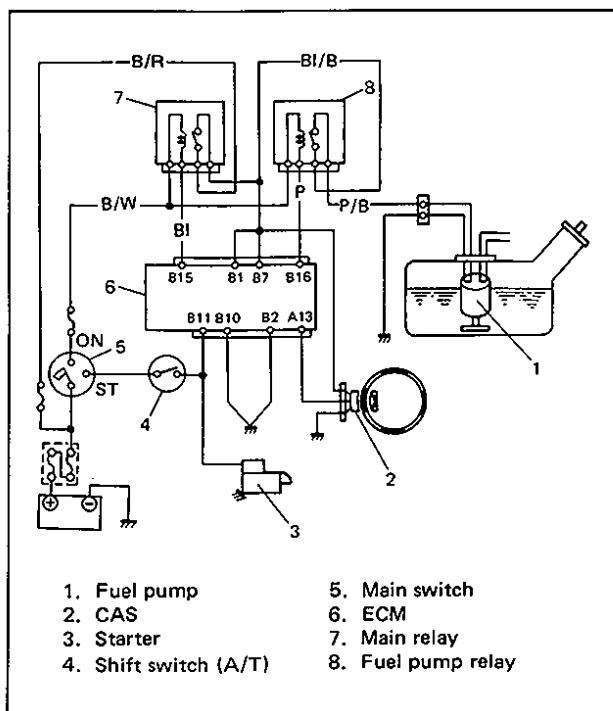 B/R
Bl/B
7
8
B/W
Bl
P
P/B
6
B15
B1
B7
B16
B11
B10
B2
A13
ON
5
ST
4
3
2
1
+
−
1. Fuel pump
2. CAS
3. Starter
4. Shift switch (A/T)
5. Main switch
6. ECM
7. Main relay
8. Fuel pump relay